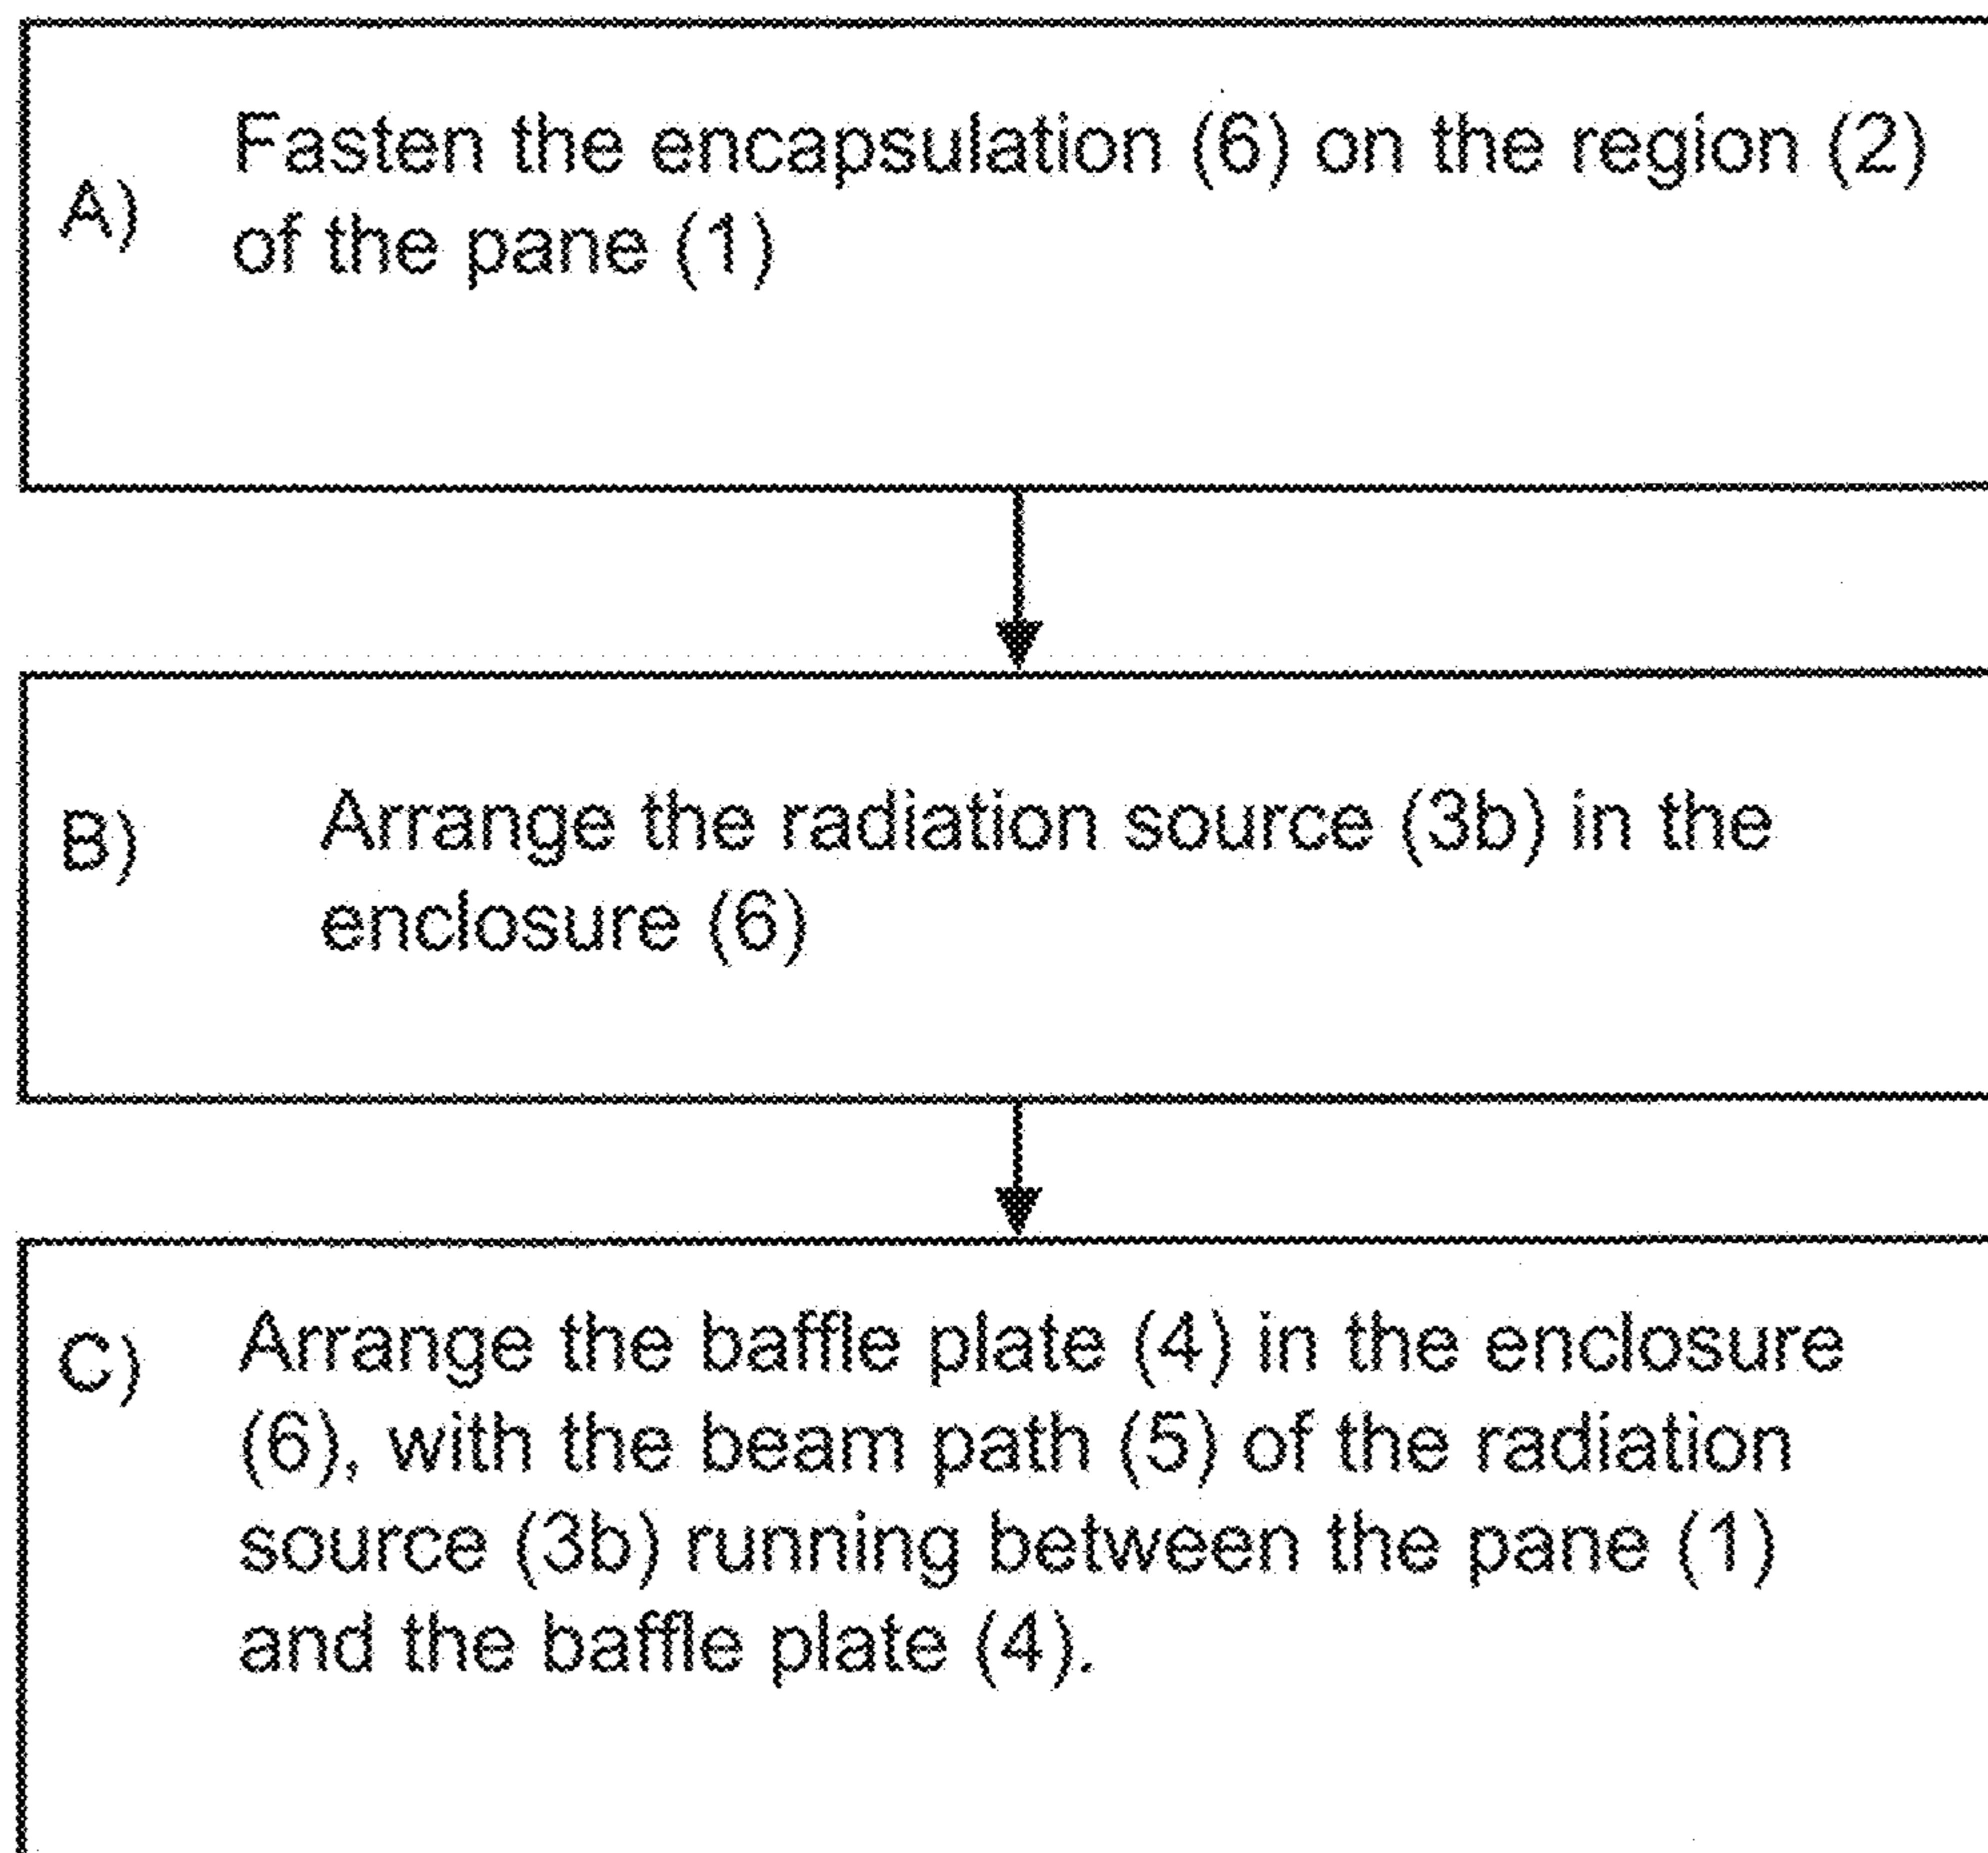 A) Fasten the encapsulation (6) on the region (2)
of the pane (1)
B) Arrange the radiation source (3b) in the
enclosure (6)
C) Arrange the baffle plate (4) in the enclosure
(6), with the beam path (5) of the radiation
source (3b) running between the pane (1)
and the baffle plate (4).